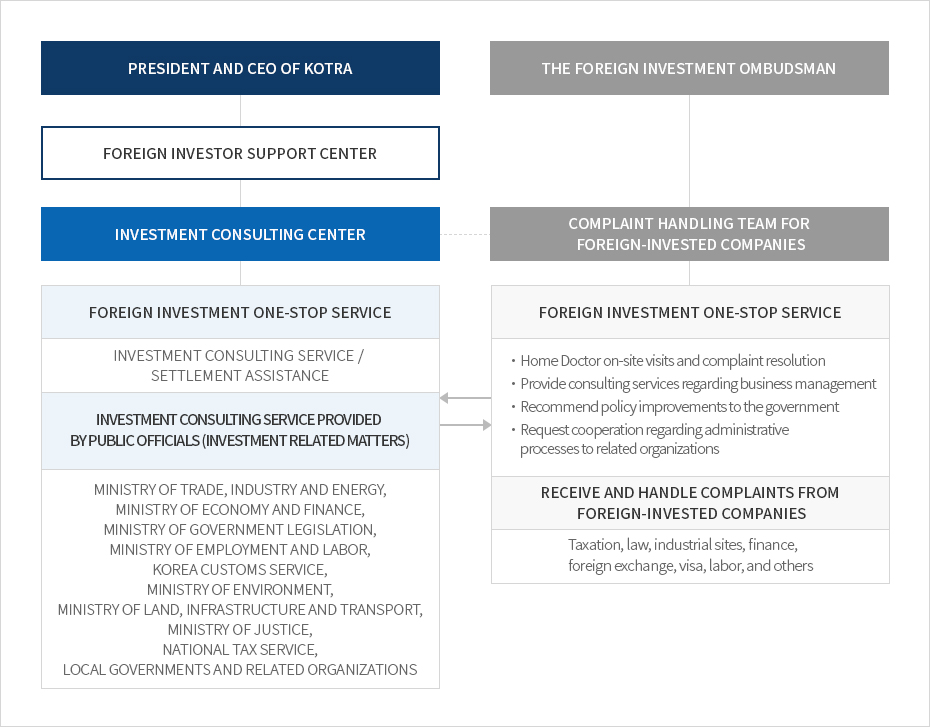 PRESIDENT AND CEO OF KOTRA
FOREIGN INVESTOR SUPPORT CENTER
INVESTMENT CONSULTING CENTER
FOREIGN INVESTMENT ONE-STOP SERVICE
INVESTMENT CONSULTING SERVICE /
SETTLEMENT ASSISTANCE
INVESTMENT CONSULTING SERVICE PROVIDED
BY PUBLIC OFFICIALS (INVESTMENT RELATED MATTERS)
MINISTRY OF TRADE, INDUSTRY AND ENERGY,
MINISTRY OF ECONOMY AND FINANCE,
MINISTRY OF GOVERNMENT LEGISLATION,
MINISTRY OF EMPLOYMENT AND LABOR,
KOREA CUSTOMS SERVICE,
MINISTRY OF ENVIRONMENT,
MINISTRY OF LAND, INFRASTRUCTURE AND TRANSPORT,
MINISTRY OF JUSTICE,
NATIONAL TAX SERVICE,
LOCAL GOVERNMENTS AND RELATED ORGANIZATIONS
THE FOREIGN INVESTMENT OMBUDSMAN
COMPLAINT HANDLING TEAM FOR
FOREIGN-INVESTED COMPANIES
FOREIGN INVESTMENT ONE-STOP SERVICE
・Home Doctor on-site visits and complaint resolution
・Provide consulting services regarding business management
・Recommend policy improvements to the government
・Request cooperation regarding administrative
processes to related organizations
RECEIVE AND HANDLE COMPLAINTS FROM
FOREIGN-INVESTED COMPANIES
Taxation, law, industrial sites, finance,
foreign exchange, visa, labor, and others